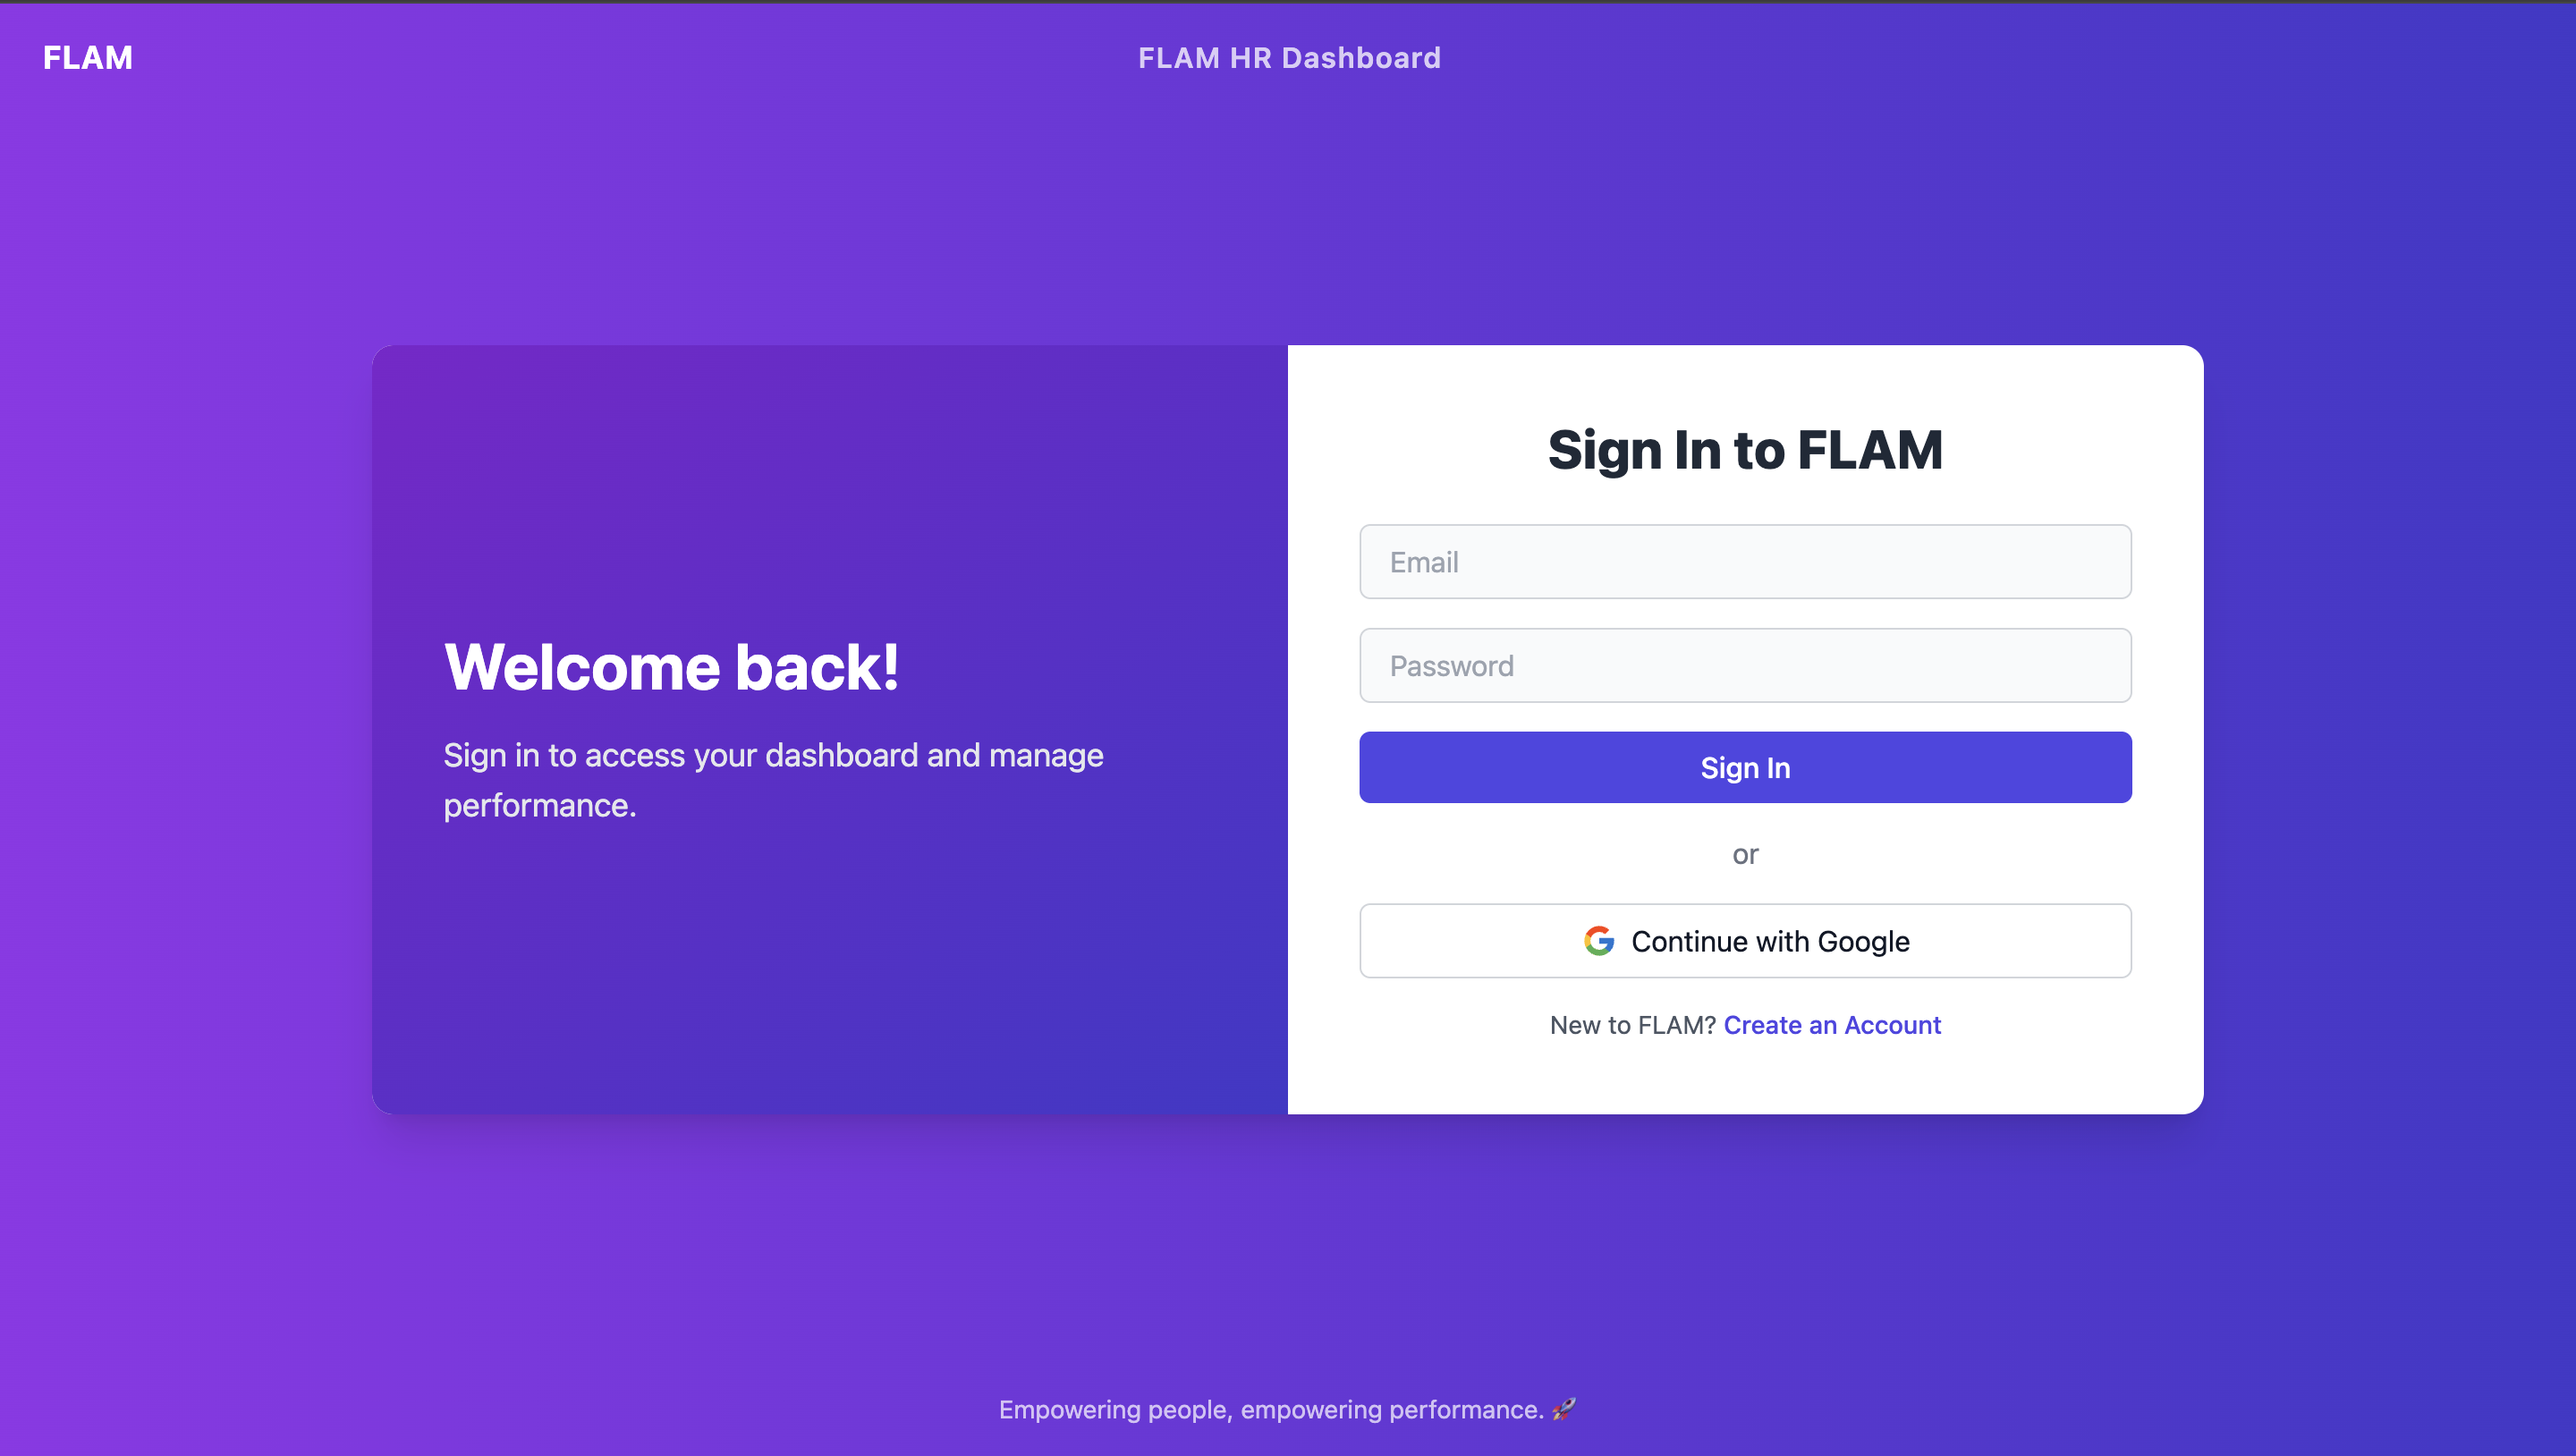 FLAM
FLAM HR Dashboard
Welcome back!
Sign in to access your dashboard and manage
performance.
Sign In to FLAM
Email
Password
Sign In
or
Continue with Google
New to FLAM? Create an Account
Empowering people, empowering performance. 🚀